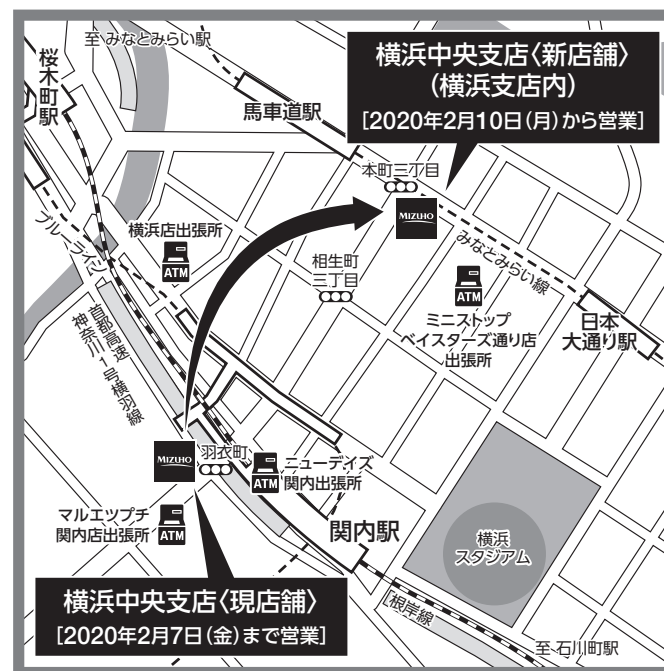 至 みなとみらい駅
横浜中央支店〈新店舗〉
(横浜支店内)
[2020年2月10日(月)から営業]
桜木町駅
馬車道駅
本町三丁目
MIZUHO
ブルーライン
横浜店出張所
ATM
相生町
三丁目
みなとみらい線
ATM
ミニストップ
ベイスターズ通り店
出張所
日本
大通り駅
首都高速
神奈川1号横羽線
MIZUHO
羽衣町
ATM
ニューデイズ
関内出張所
マルエツプチ
関内店出張所
ATM
関内駅
横浜
スタジアム
横浜中央支店〈現店舗〉
[2020年2月7日(金)まで営業]
根岸線
至 石川町駅